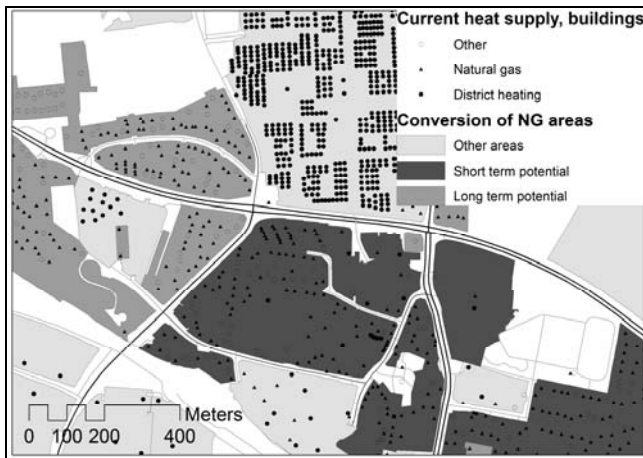 Current heat supply, buildings
Other
Natural gas
District heating
Conversion of NG areas
Other areas
Short term potential
Long term potential
Meters
0 100 200 400